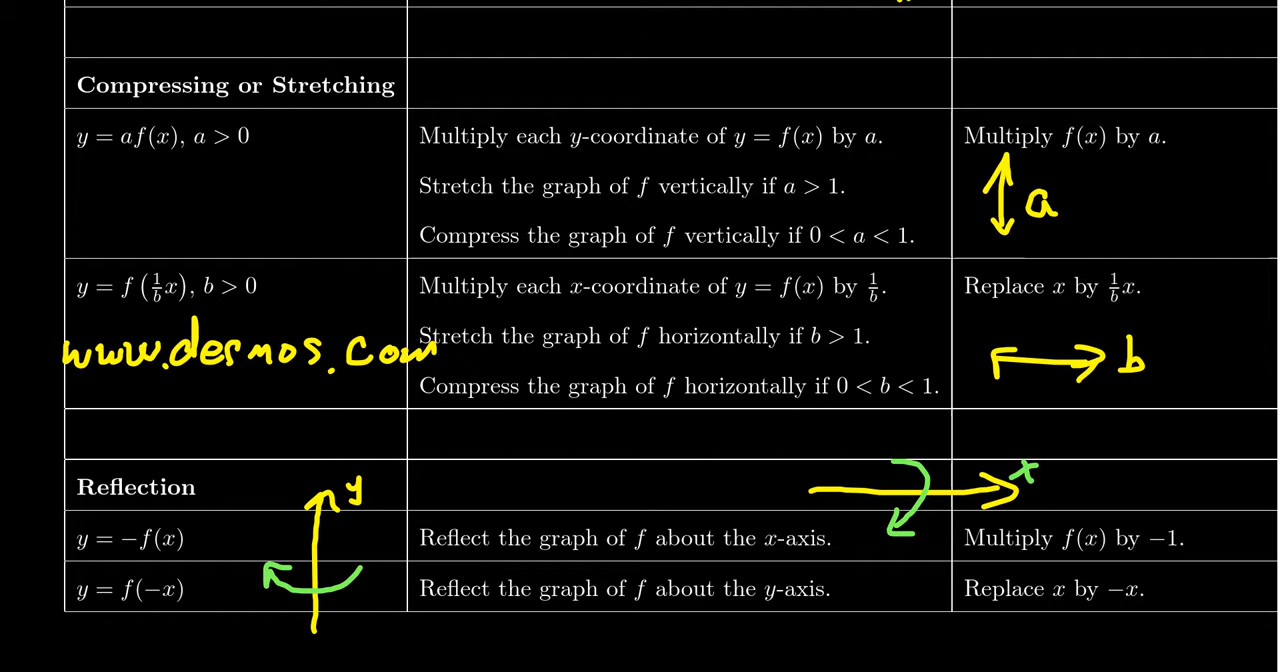 Compressing or Stretching
y = af(x), a > 0
Multiply each y-coordinate of y = f(x) by a.
Multiply f(x) by a.
Stretch the graph of f vertically if a > 1.
a
Compress the graph of f vertically if 0 < a < 1.
y = f(1/b x), b > 0
Multiply each x-coordinate of y = f(x) by 1/b.
Replace x by 1/b x.
www.desmos.com
Stretch the graph of f horizontally if b > 1.
b
Compress the graph of f horizontally if 0 < b < 1.
Reflection
y
x
y = −f(x)
Reflect the graph of f about the x-axis.
Multiply f(x) by −1.
y = f(−x)
Reflect the graph of f about the y-axis.
Replace x by −x.